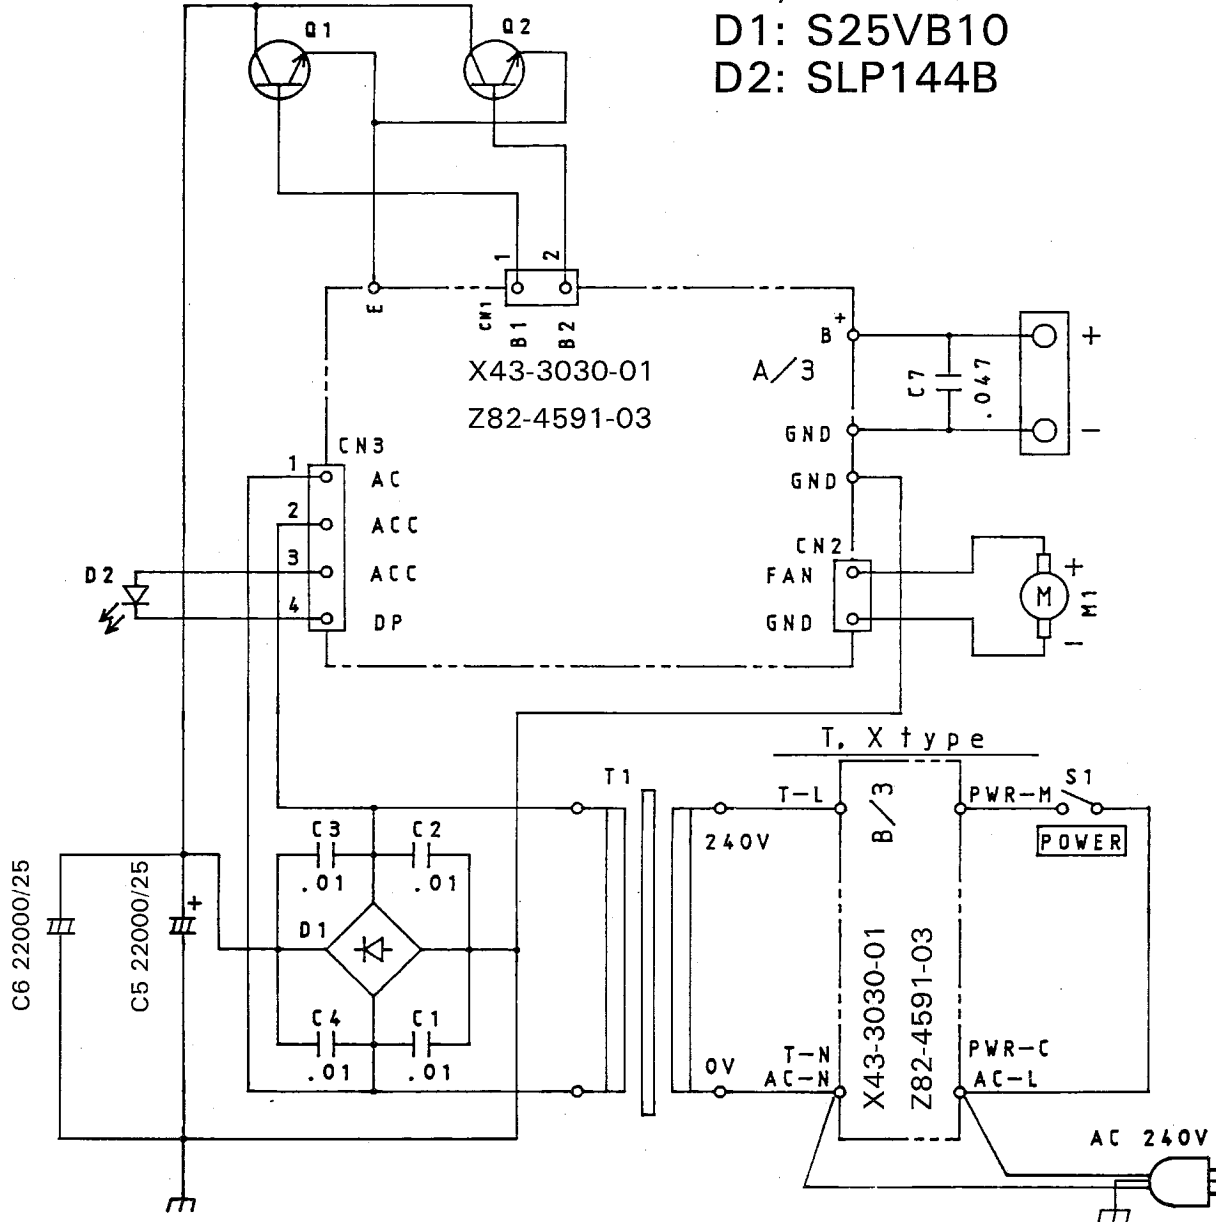 D1: S25VB10
D2: SLP144B
Q1
Q2
1
2
E
CN1
B1
B2
X43-3030-01
Z82-4591-03
B +
A/3
C7
.047
+
GND
-
GND
CN3
1
AC
2
ACC
3
ACC
4
DP
D2
CN2
FAN
GND
M
+
M1
-
T, X type
T1
T-L
B/3
PWR-M
S1
240V
POWER
C3
C2
.01
.01
C6 22000/25
C5 22000/25
+
D1
C4
C1
.01
.01
X43-3030-01
Z82-4591-03
0V
T-N
AC-N
PWR-C
AC-L
AC 240V